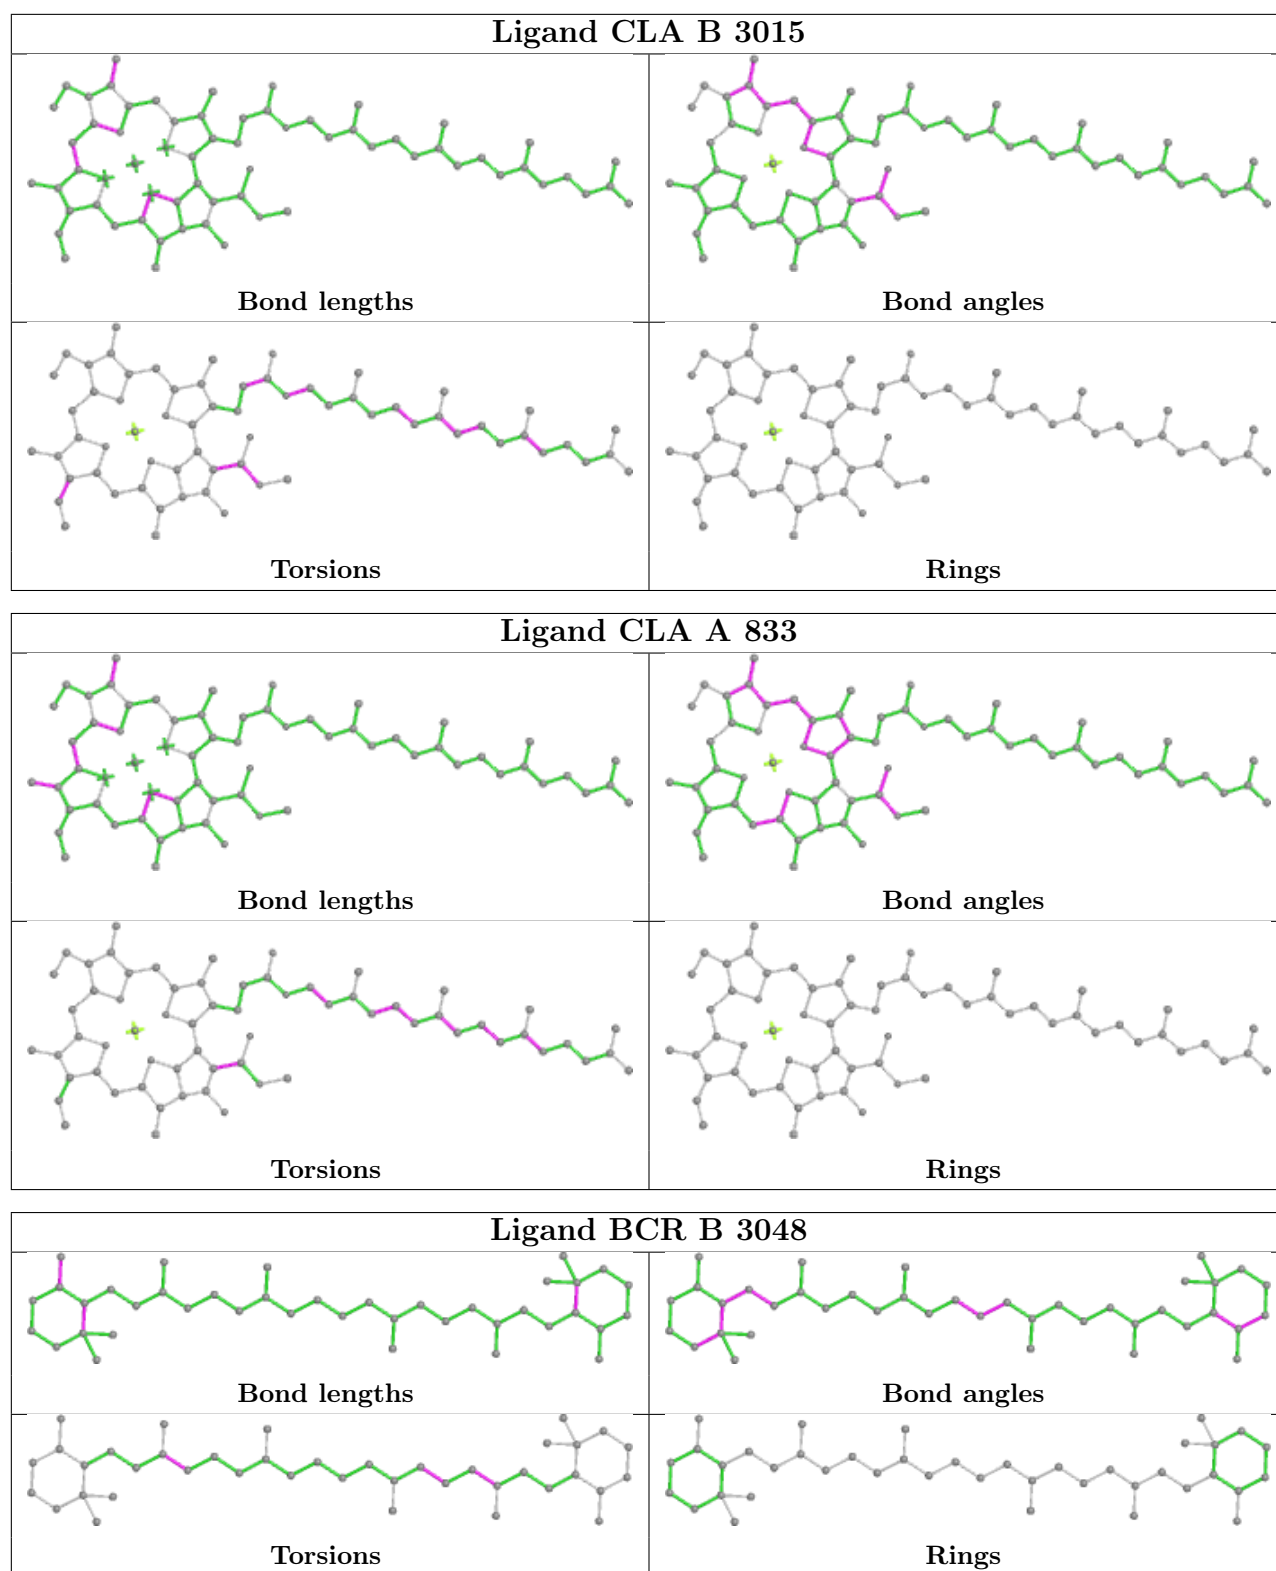 Ligand CLA B 3015
Bond lengths
Bond angles
Torsions
Rings
Ligand CLA A 833
Bond lengths
Bond angles
Torsions
Rings
Ligand BCR B 3048
Bond lengths
Bond angles
Torsions
Rings